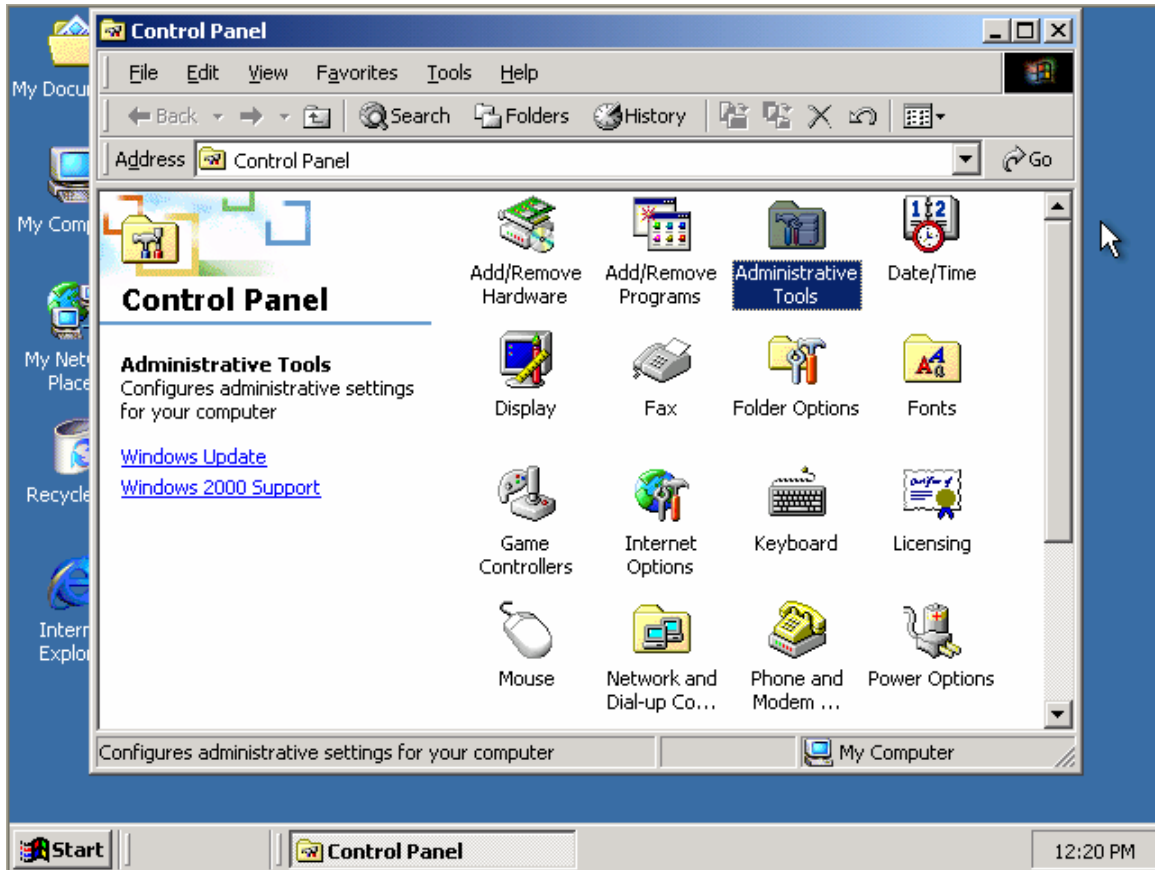 Control Panel
File Edit View Favorites Tools Help
Back Search Folders History
Address Control Panel Go
My Docu
My Com
My Net
Place
Recycle
Intern
Explor
Control Panel
Administrative Tools
Configures administrative settings
for your computer
Windows Update
Windows 2000 Support
Add/Remove
Hardware
Add/Remove
Programs
Administrative
Tools
12
Date/Time
Display
Fax
Folder Options
Fonts
Game
Controllers
Internet
Options
Keyboard
Licensing
Mouse
Network and
Dial-up Co...
Phone and
Modem ...
Power Options
Configures administrative settings for your computer My Computer
Start Control Panel 12:20 PM